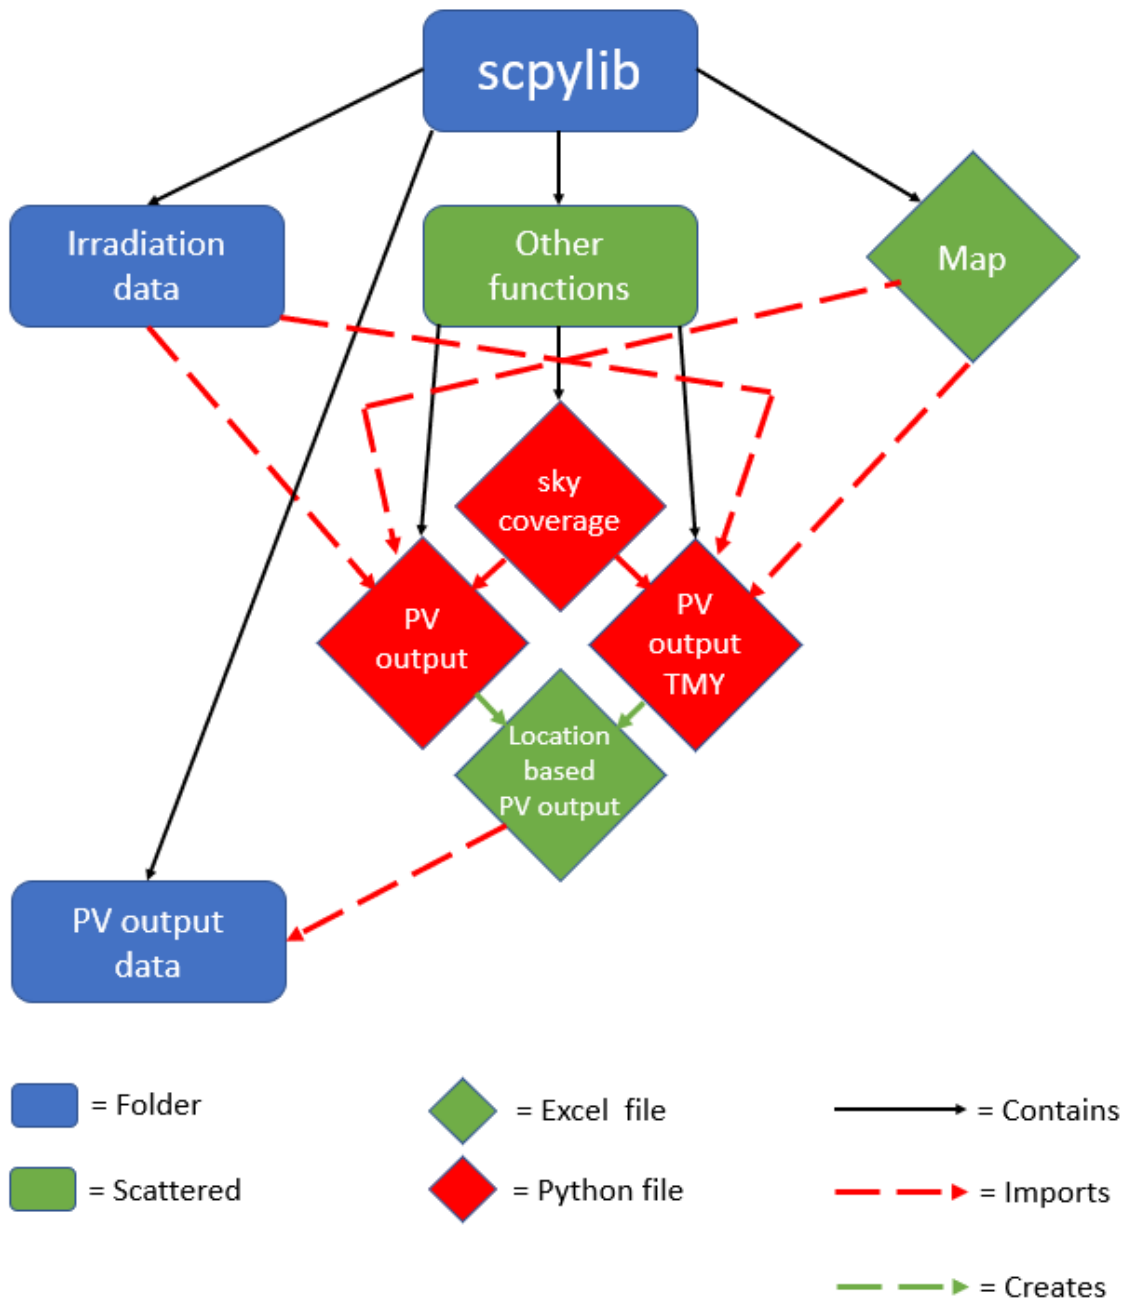 scpylib
Irradiation
data
Other
functions
Map
sky
coverage
PV
output
PV
output
TMY
Location
based
PV output
PV output
data
= Folder
= Excel file
= Contains
= Scattered
= Python file
= Imports
= Creates